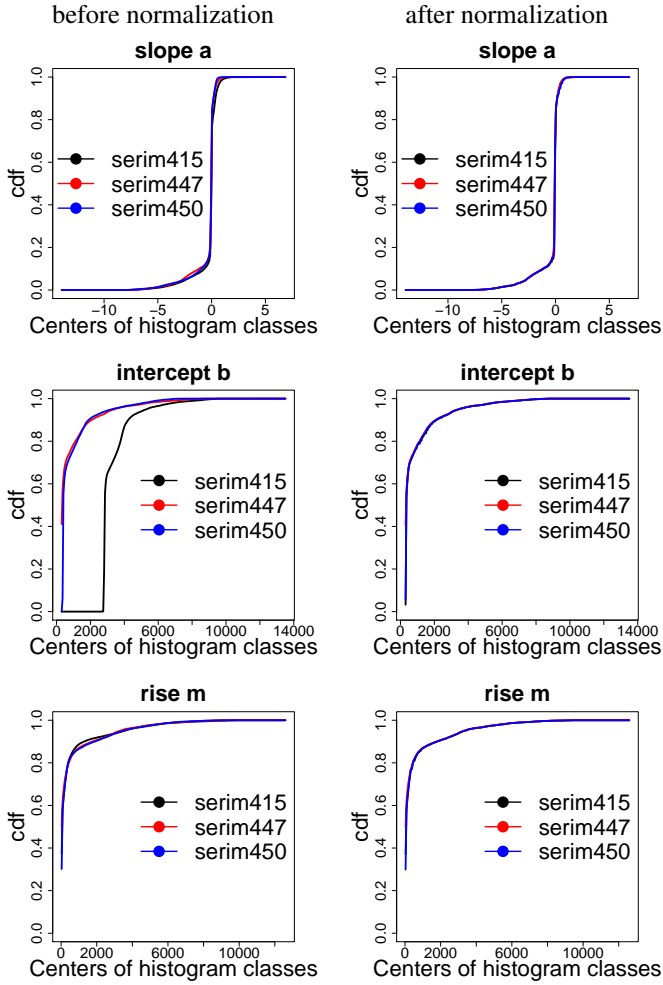 before normalization
after normalization
slope a
slope a
1.0
0.8
0.6
0.4
0.2
0.0
cdf
serim415
serim447
serim450
−10 −5 0 5
Centers of histogram classes
1.0
0.8
0.6
0.4
0.2
0.0
cdf
serim415
serim447
serim450
−10 −5 0 5
Centers of histogram classes
intercept b
intercept b
1.0
0.8
0.6
0.4
0.2
0.0
cdf
serim415
serim447
serim450
0 2000 6000 10000 14000
Centers of histogram classes
1.0
0.8
0.6
0.4
0.2
0.0
cdf
serim415
serim447
serim450
0 2000 6000 10000 14000
Centers of histogram classes
rise m
rise m
1.0
0.8
0.6
0.4
0.2
0.0
cdf
serim415
serim447
serim450
0 2000 6000 10000
Centers of histogram classes
1.0
0.8
0.6
0.4
0.2
0.0
cdf
serim415
serim447
serim450
0 2000 6000 10000
Centers of histogram classes